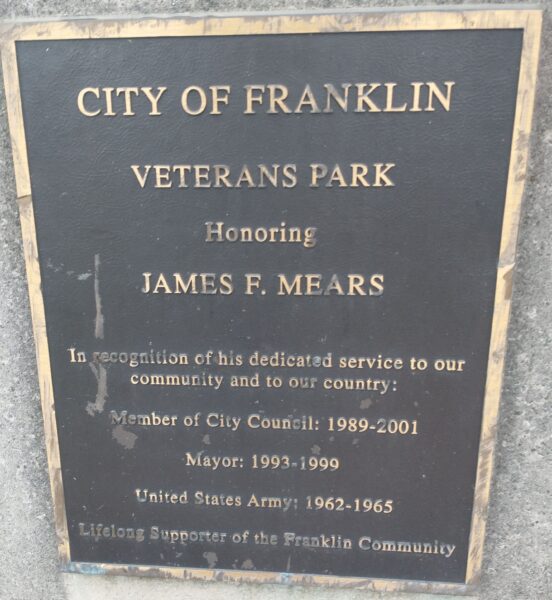 CITY OF FRANKLIN
VETERANS PARK
Honoring
JAMES F. MEARS
In recognition of his dedicated service to our
community and to our country:
Member of City Council: 1989-2001
Mayor: 1993-1999
United States Army: 1962-1965
Lifelong Supporter of the Franklin Community